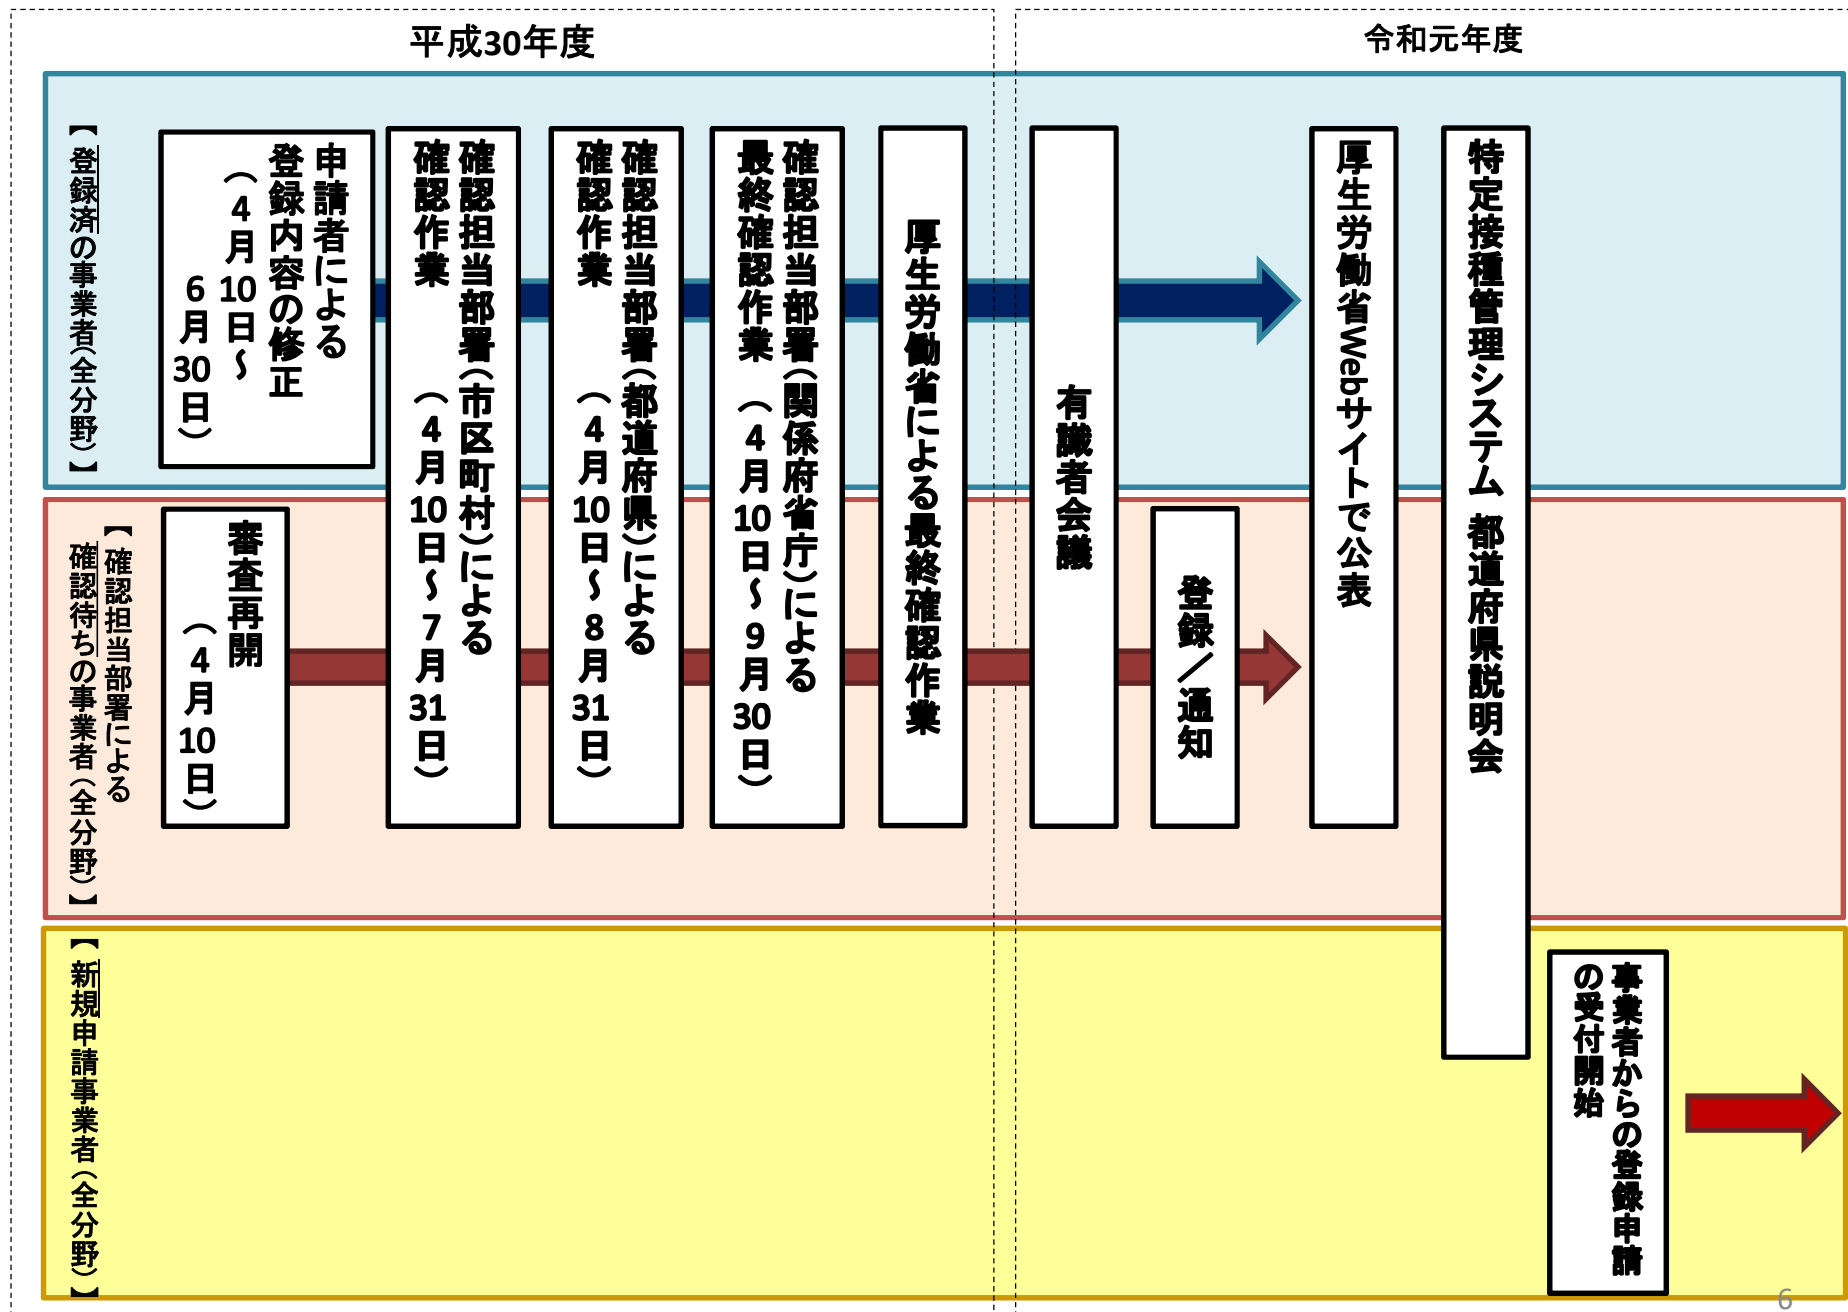 平成30年度
令和元年度
【登録済の事業者（全分野）】
申請者による
登録内容の修正
（4月10日～
6月30日）
【確認担当部署による
確認待ちの事業者（全分野）】
審査再開
（4月10日）
確認担当部署（市区町村）による
確認作業　（4月10日～7月31日）
確認担当部署（都道府県）による
確認作業　（4月10日～8月31日）
確認担当部署（関係府省庁）による
最終確認作業　（4月10日～9月30日）
厚生労働省による最終確認作業
有識者会議
登録／通知
厚生労働省Webサイトで公表
特定接種管理システム 都道府県説明会
【新規申請事業者（全分野）】
事業者からの登録申請
の受付開始
6